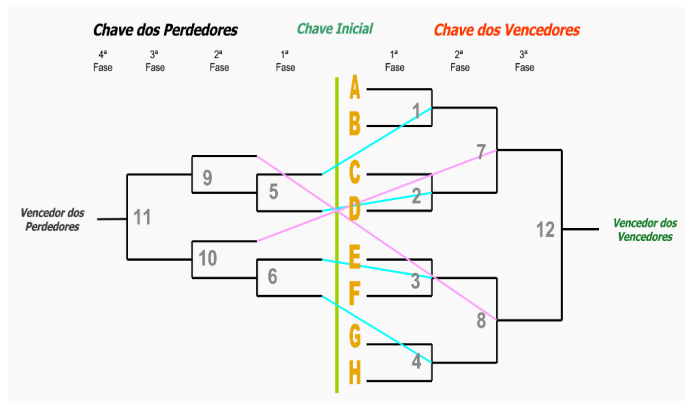 Chave dos Perdedores
Chave Inicial
Chave dos Vencedores
4ª Fase
3ª Fase
2ª Fase
1ª Fase
1ª Fase
2ª Fase
3ª Fase
A
B
C
D
E
F
G
H
1
2
3
4
5
6
7
8
9
10
11
12
Vencedor dos
Perdedores
Vencedor dos
Vencedores